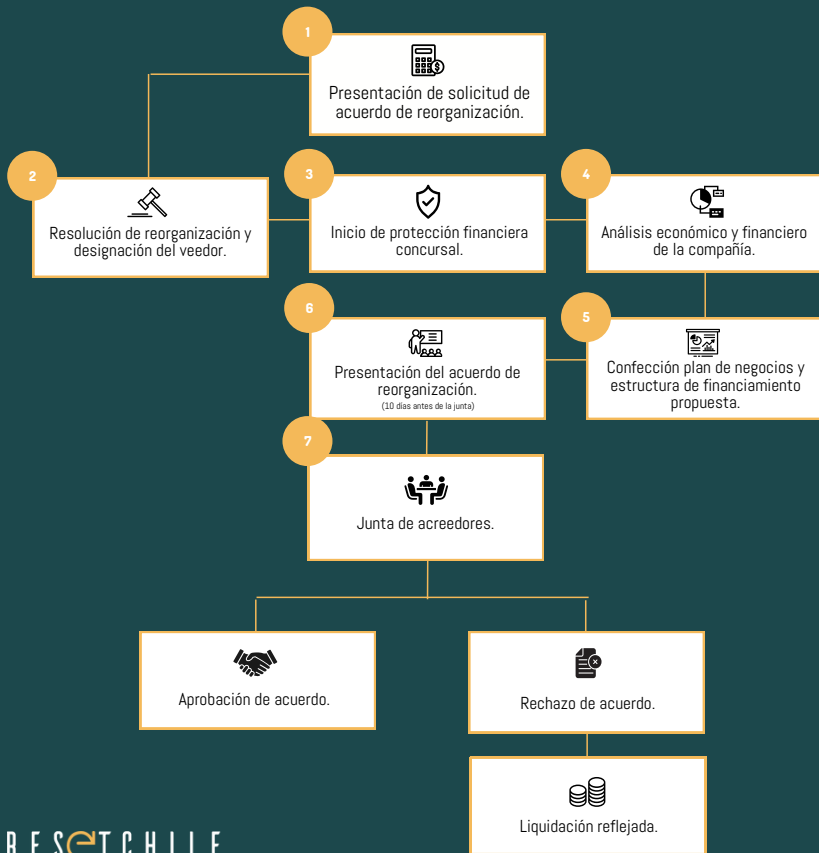 1
Presentación de solicitud de
acuerdo de reorganización.
2
Resolución de reorganización y
designación del veedor.
3
Inicio de protección financiera
concursal.
4
Análisis económico y financiero
de la compañía.
5
Confección plan de negocios y
estructura de financiamiento
propuesta.
6
Presentación del acuerdo de
reorganización.
(10 días antes de la junta)
7
Junta de acreedores.
Aprobación de acuerdo.
Rechazo de acuerdo.
Liquidación reflejada.
RESETCHILE